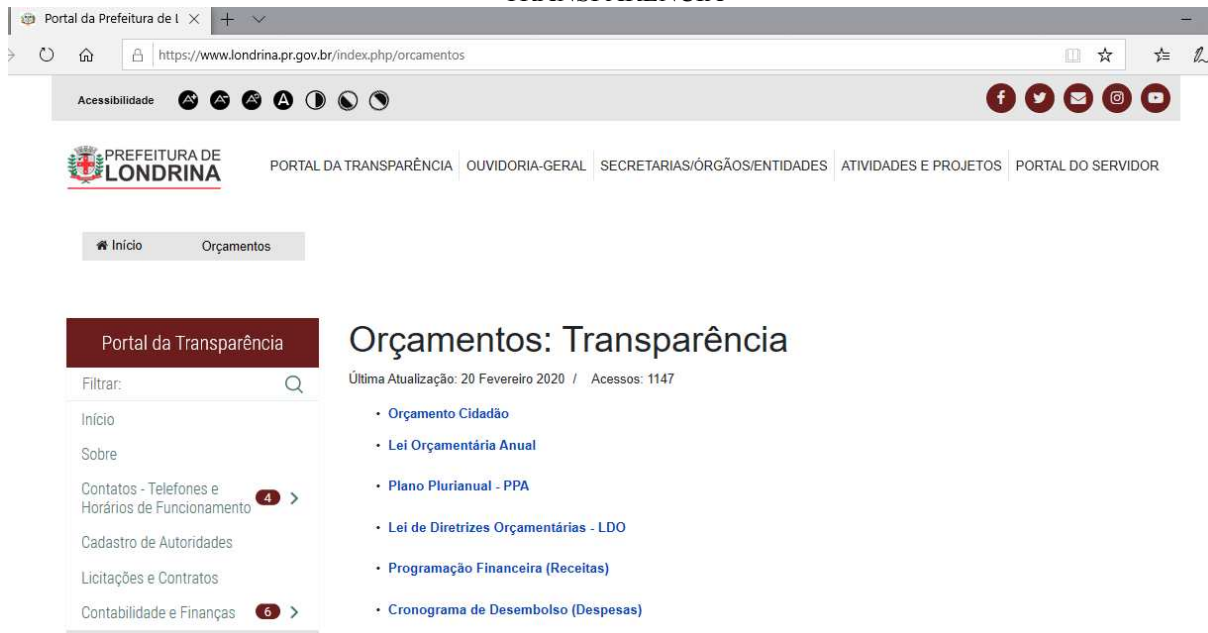 Portal da Prefeitura de L
https://www.londrina.pr.gov.br/index.php/orcamentos
Acessibilidade
PREFEITURA DE
LONDRINA
PORTAL DA TRANSPARÊNCIA OUVIDORIA-GERAL SECRETARIAS/ÓRGÃOS/ENTIDADES ATIVIDADES E PROJETOS PORTAL DO SERVIDOR
Início Orçamentos
Portal da Transparência
Filtrar:
Início
Sobre
Contatos - Telefones e
Horários de Funcionamento 4
Cadastro de Autoridades
Licitações e Contratos
Contabilidade e Finanças 6
Orçamentos: Transparência
Última Atualização: 20 Fevereiro 2020 / Acessos: 1147
• Orçamento Cidadão
• Lei Orçamentária Anual
• Plano Plurianual - PPA
• Lei de Diretrizes Orçamentárias - LDO
• Programação Financeira (Receitas)
• Cronograma de Desembolso (Despesas)